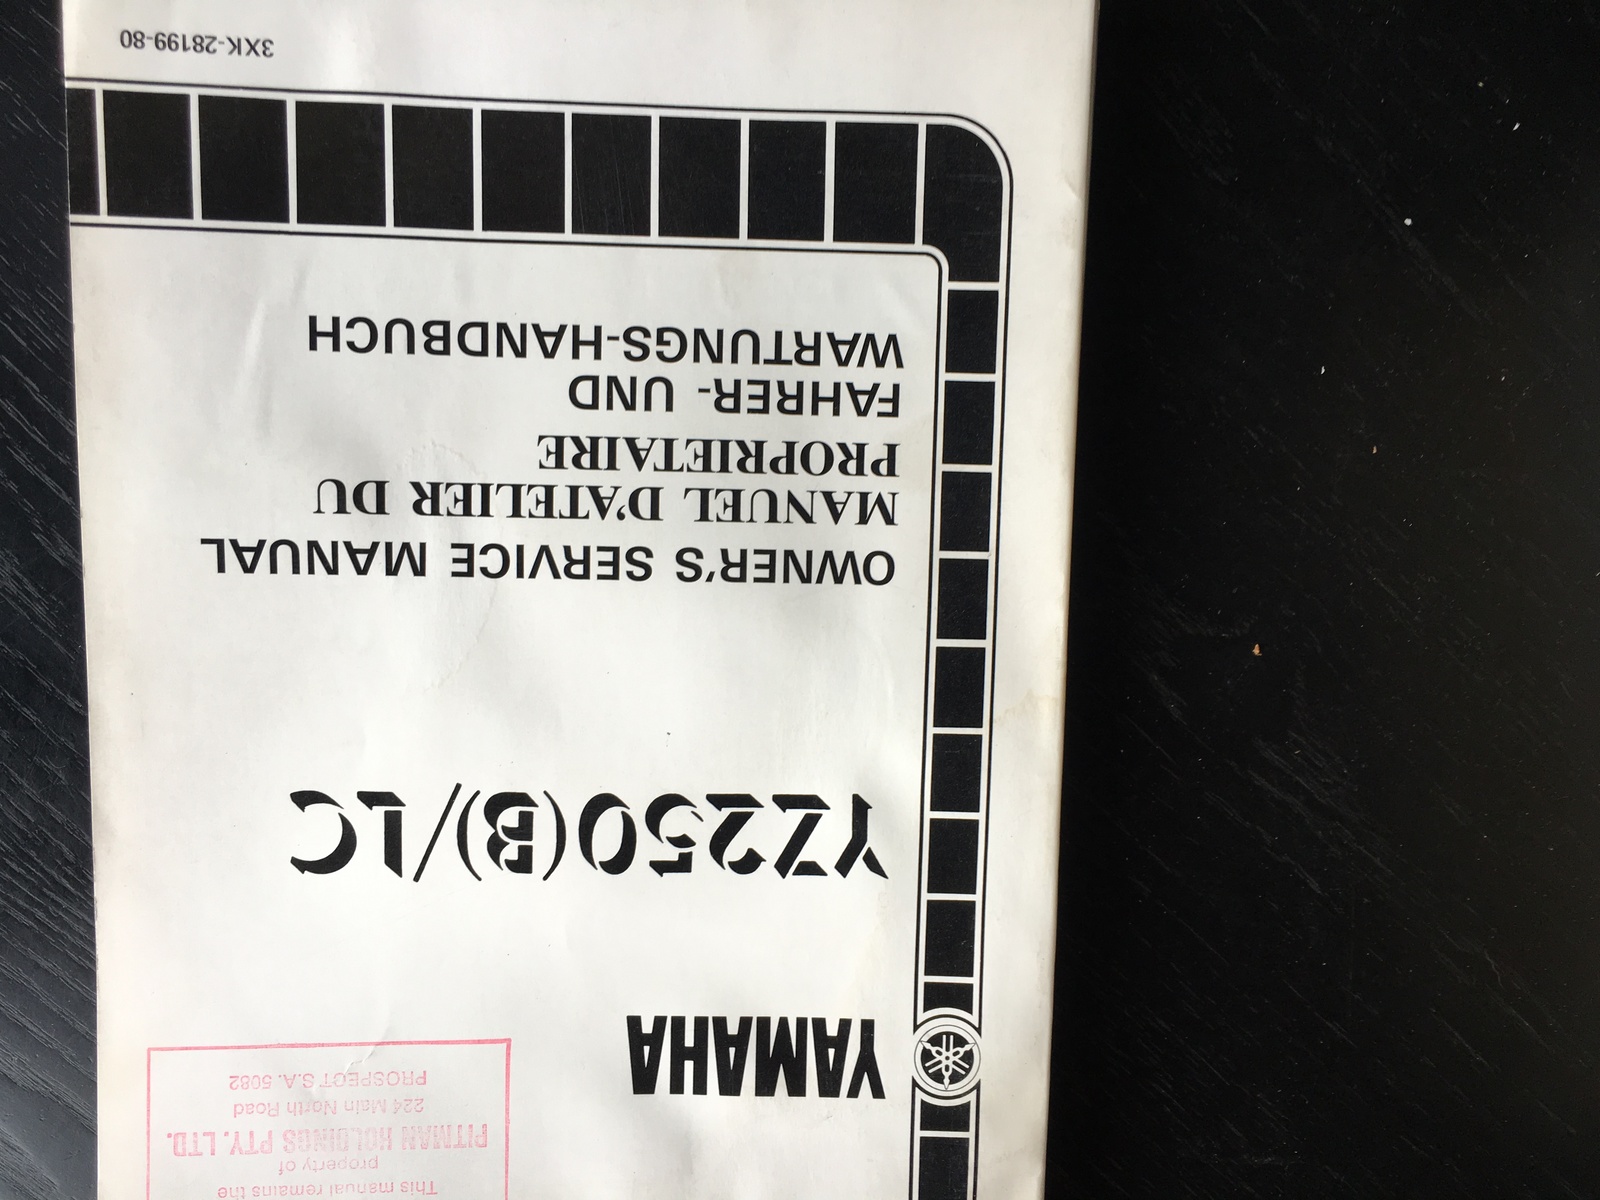 This manual remains the
property of
PITMAN HOLDINGS PTY. LTD.
224 Main North Road
PROSPECT S.A. 5082
YAMAHA
YZ250(B)/LC
OWNER'S SERVICE MANUAL
MANUEL D'ATELIER DU
PROPRIETAIRE
FAHRER- UND
WARTUNGS-HANDBUCH
3XK-28199-80